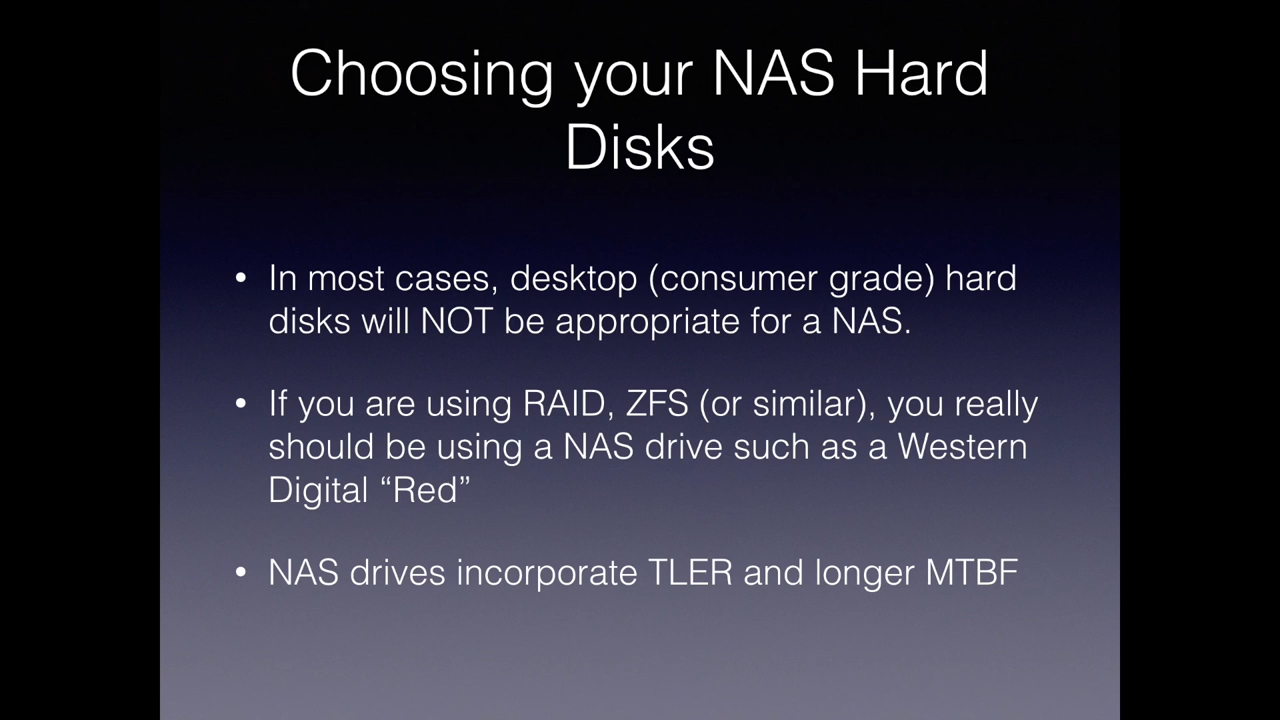 Choosing your NAS Hard
Disks
• In most cases, desktop (consumer grade) hard
disks will NOT be appropriate for a NAS.
• If you are using RAID, ZFS (or similar), you really
should be using a NAS drive such as a Western
Digital “Red”
• NAS drives incorporate TLER and longer MTBF